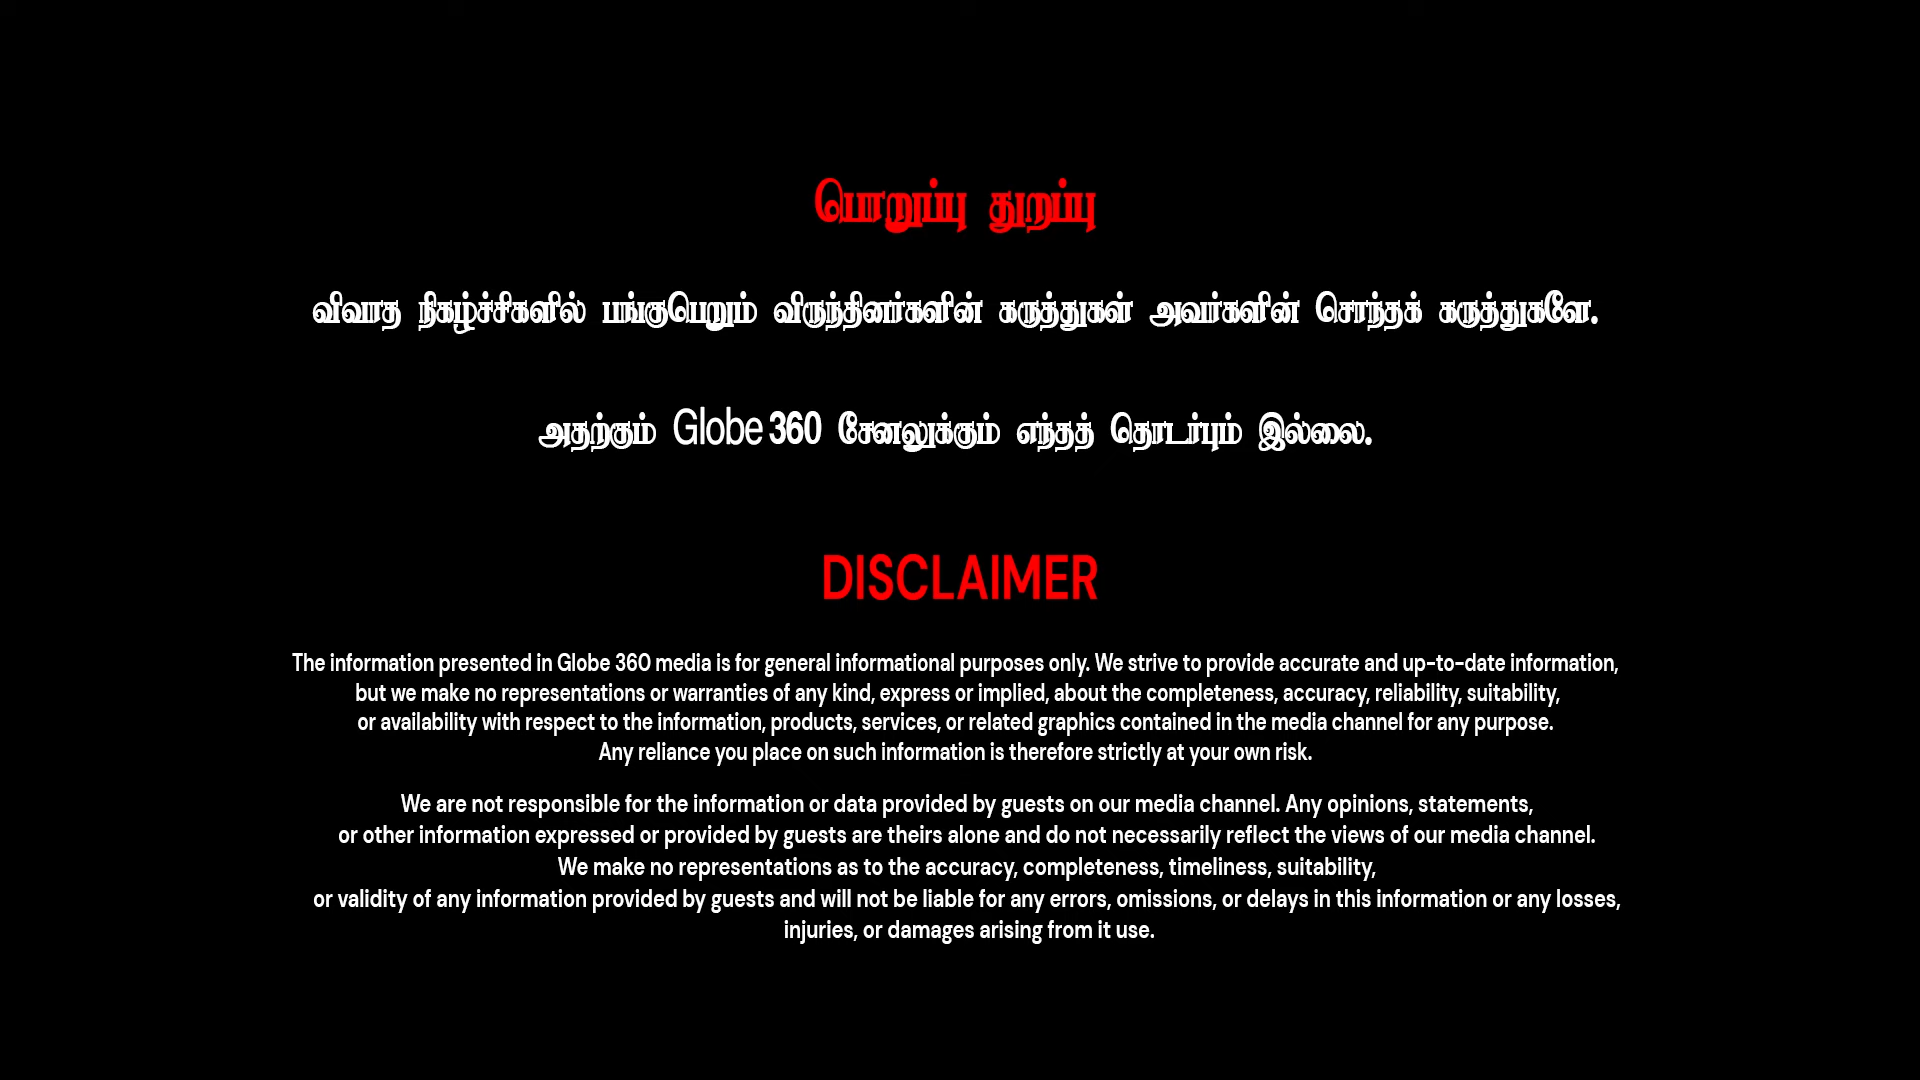 பொறுப்பு துறப்பு
விவாத நிகழ்ச்சிகளில் பங்குபெறும் விருந்தினர்களின் கருத்துகள் அவர்களின் சொந்தக் கருத்துகளே.
அதற்கும் Globe 360 சேனலுக்கும் எந்தத் தொடர்பும் இல்லை.
DISCLAIMER
The information presented in Globe 360 media is for general informational purposes only. We strive to provide accurate and up-to-date information,
but we make no representations or warranties of any kind, express or implied, about the completeness, accuracy, reliability, suitability,
or availability with respect to the information, products, services, or related graphics contained in the media channel for any purpose.
Any reliance you place on such information is therefore strictly at your own risk.
We are not responsible for the information or data provided by guests on our media channel. Any opinions, statements,
or other information expressed or provided by guests are theirs alone and do not necessarily reflect the views of our media channel.
We make no representations as to the accuracy, completeness, timeliness, suitability,
or validity of any information provided by guests and will not be liable for any errors, omissions, or delays in this information or any losses,
injuries, or damages arising from it use.